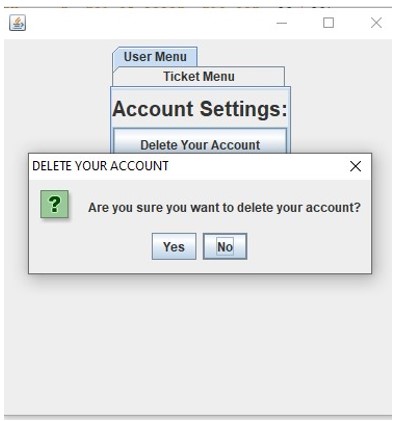 User Menu
Ticket Menu
Account Settings:
Delete Your Account
DELETE YOUR ACCOUNT
Are you sure you want to delete your account?
Yes No